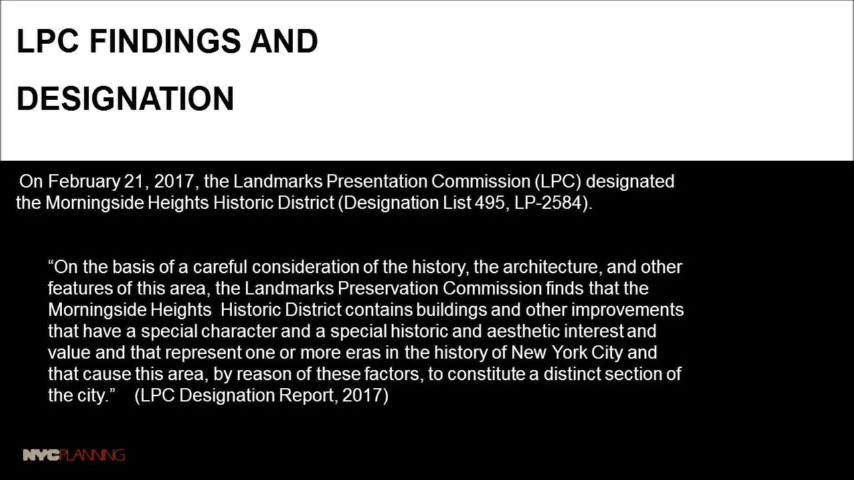 LPC FINDINGS AND
DESIGNATION
On February 21, 2017, the Landmarks Presentation Commission (LPC) designated
the Morningside Heights Historic District (Designation List 495, LP-2584).
“On the basis of a careful consideration of the history, the architecture, and other
features of this area, the Landmarks Preservation Commission finds that the
Morningside Heights Historic District contains buildings and other improvements
that have a special character and a special historic and aesthetic interest and
value and that represent one or more eras in the history of New York City and
that cause this area, by reason of these factors, to constitute a distinct section of
the city.” (LPC Designation Report, 2017)
NYCPLANNING